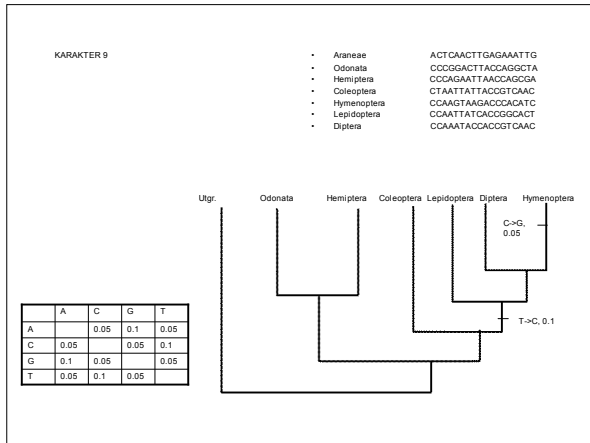 KARAKTER 9
• Araneae ACTCAACTTGAGAAATTG
• Odonata CCCGGACTTACCAGGCTA
• Hemiptera CCCAGAATTAACCAGCGA
• Coleoptera CTAATTATTACCGTCAAC
• Hymenoptera CCAAGTAAGACCCACATC
• Lepidoptera CCAATTATCACCGGCACT
• Diptera CCAAATACCACCGTCAAC
Utgr. Odonata Hemiptera Coleoptera Lepidoptera Diptera Hymenoptera
C->G,
0.05
T->C, 0.1
A C G T
A 0.05 0.1 0.05
C 0.05 0.05 0.1
G 0.1 0.05 0.05
T 0.05 0.1 0.05